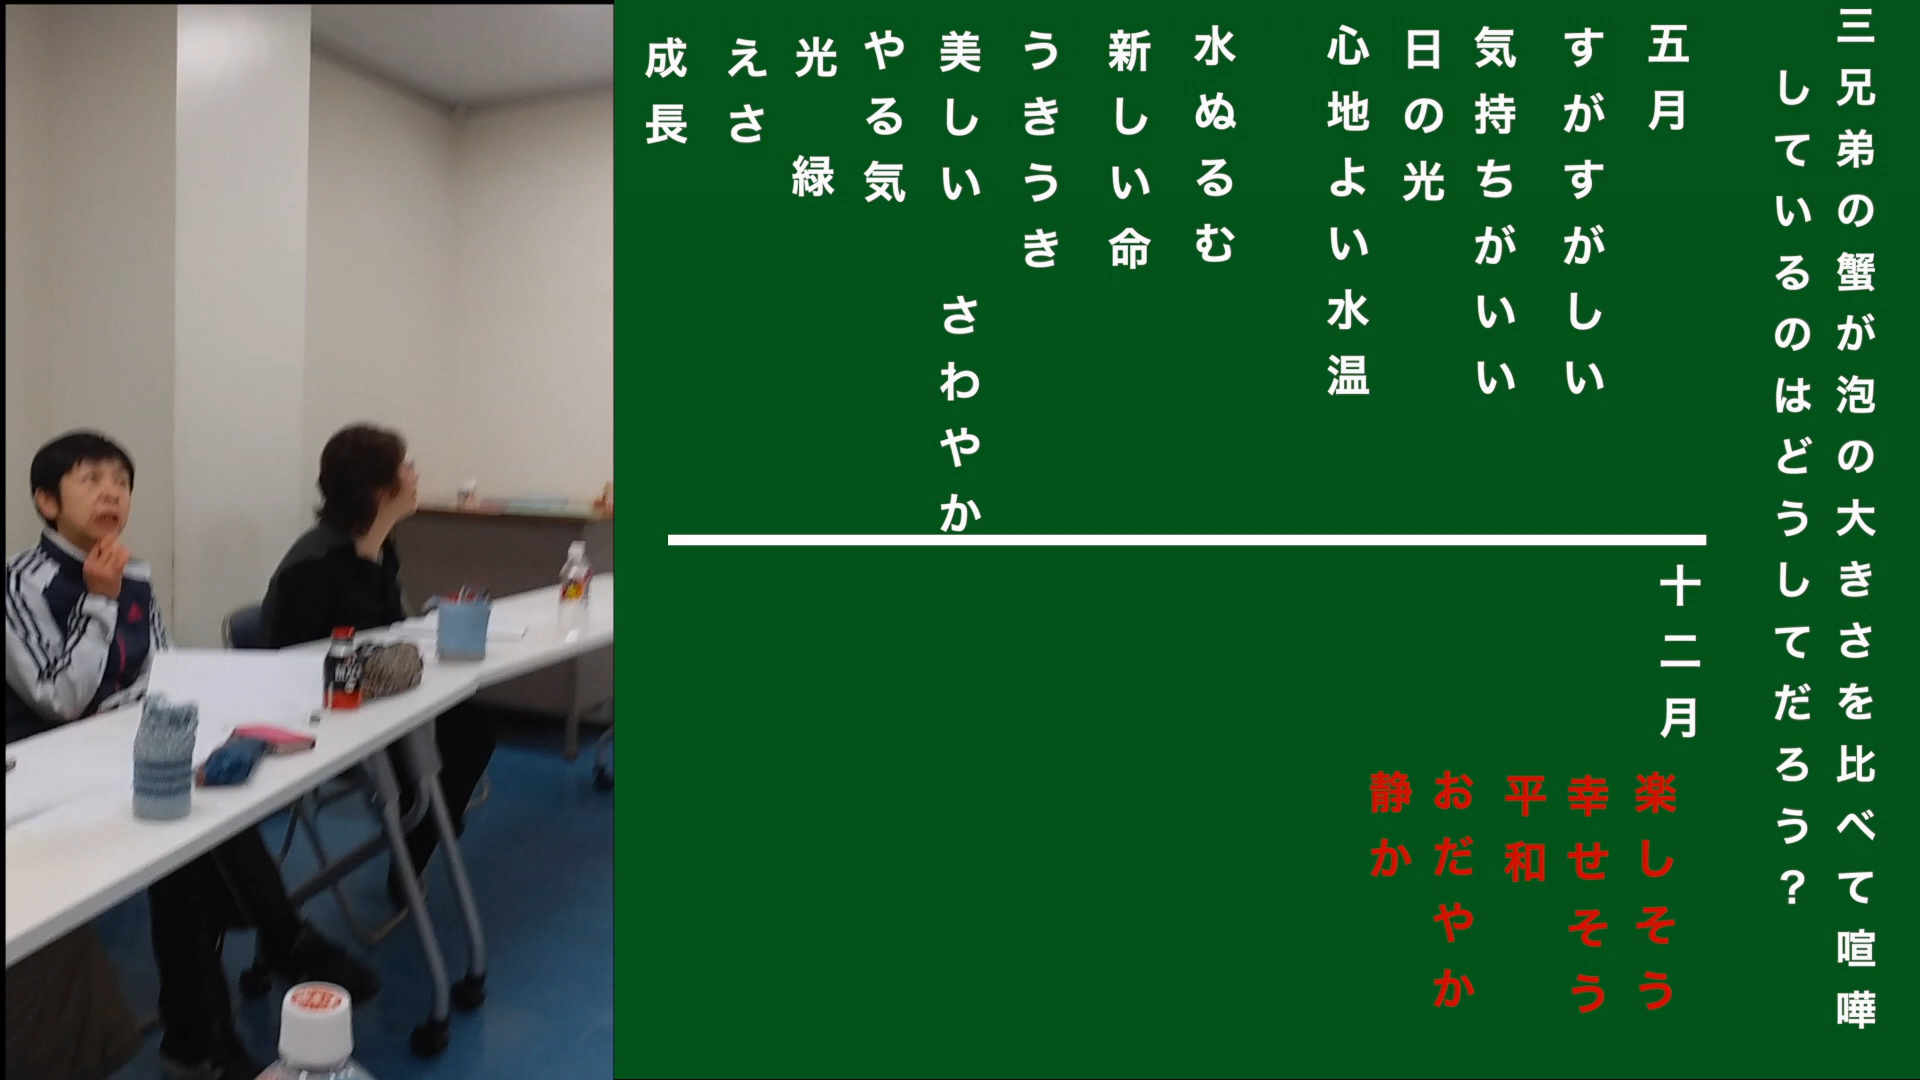 三兄弟の蟹が泡の大きさを比べて喧嘩
しているのはどうしてだろう？
五月
すがすがしい
気持ちがいい
日の光
心地よい水温
水ぬるむ
新しい命
うきうき
美しい さわやか
やる気
光 緑
えさ
成長
十二月
楽しそう
幸せそう
平和
おだやか
静か